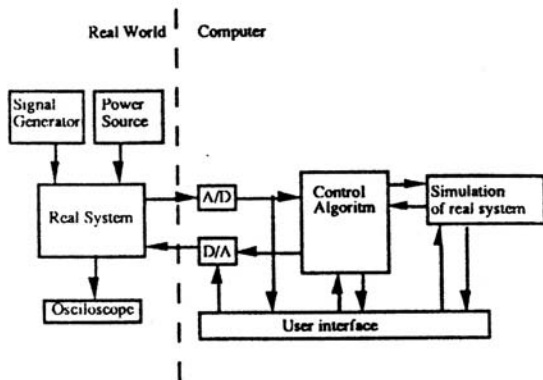 Real World
Computer
Signal
Generator
Power
Source
Real System
A/D
D/A
Control
Algoritm
Simulation
of real system
Osciloscope
User interface